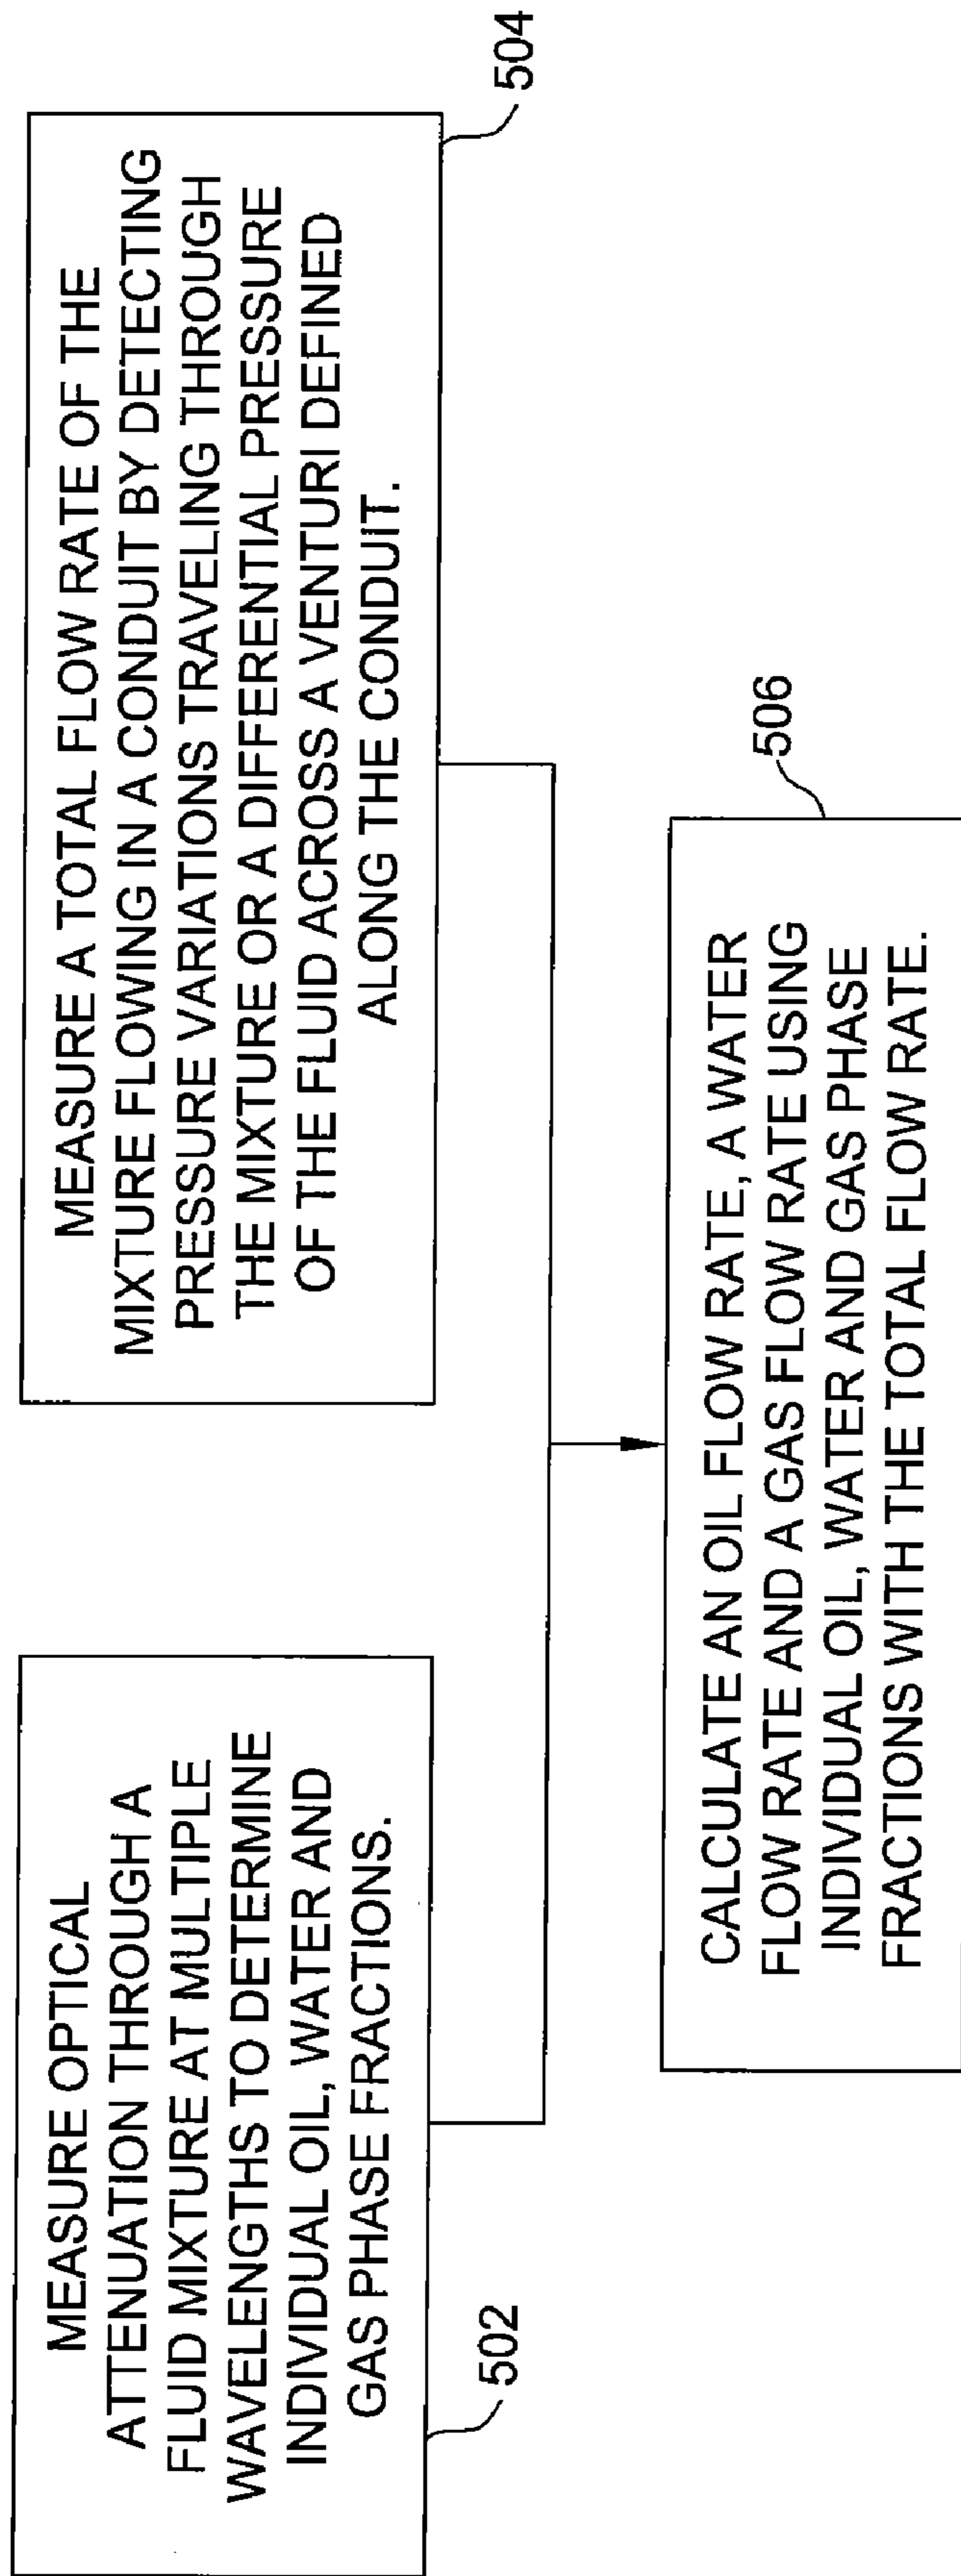 MEASURE OPTICAL
ATTENUATION THROUGH A
FLUID MIXTURE AT MULTIPLE
WAVELENGTHS TO DETERMINE
INDIVIDUAL OIL, WATER AND
GAS PHASE FRACTIONS.
502
MEASURE A TOTAL FLOW RATE OF THE
MIXTURE FLOWING IN A CONDUIT BY DETECTING
PRESSURE VARIATIONS TRAVELING THROUGH
THE MIXTURE OR A DIFFERENTIAL PRESSURE
OF THE FLUID ACROSS A VENTURI DEFINED
ALONG THE CONDUIT.
504
CALCULATE AN OIL FLOW RATE, A WATER
FLOW RATE AND A GAS FLOW RATE USING
INDIVIDUAL OIL, WATER AND GAS PHASE
FRACTIONS WITH THE TOTAL FLOW RATE.
506